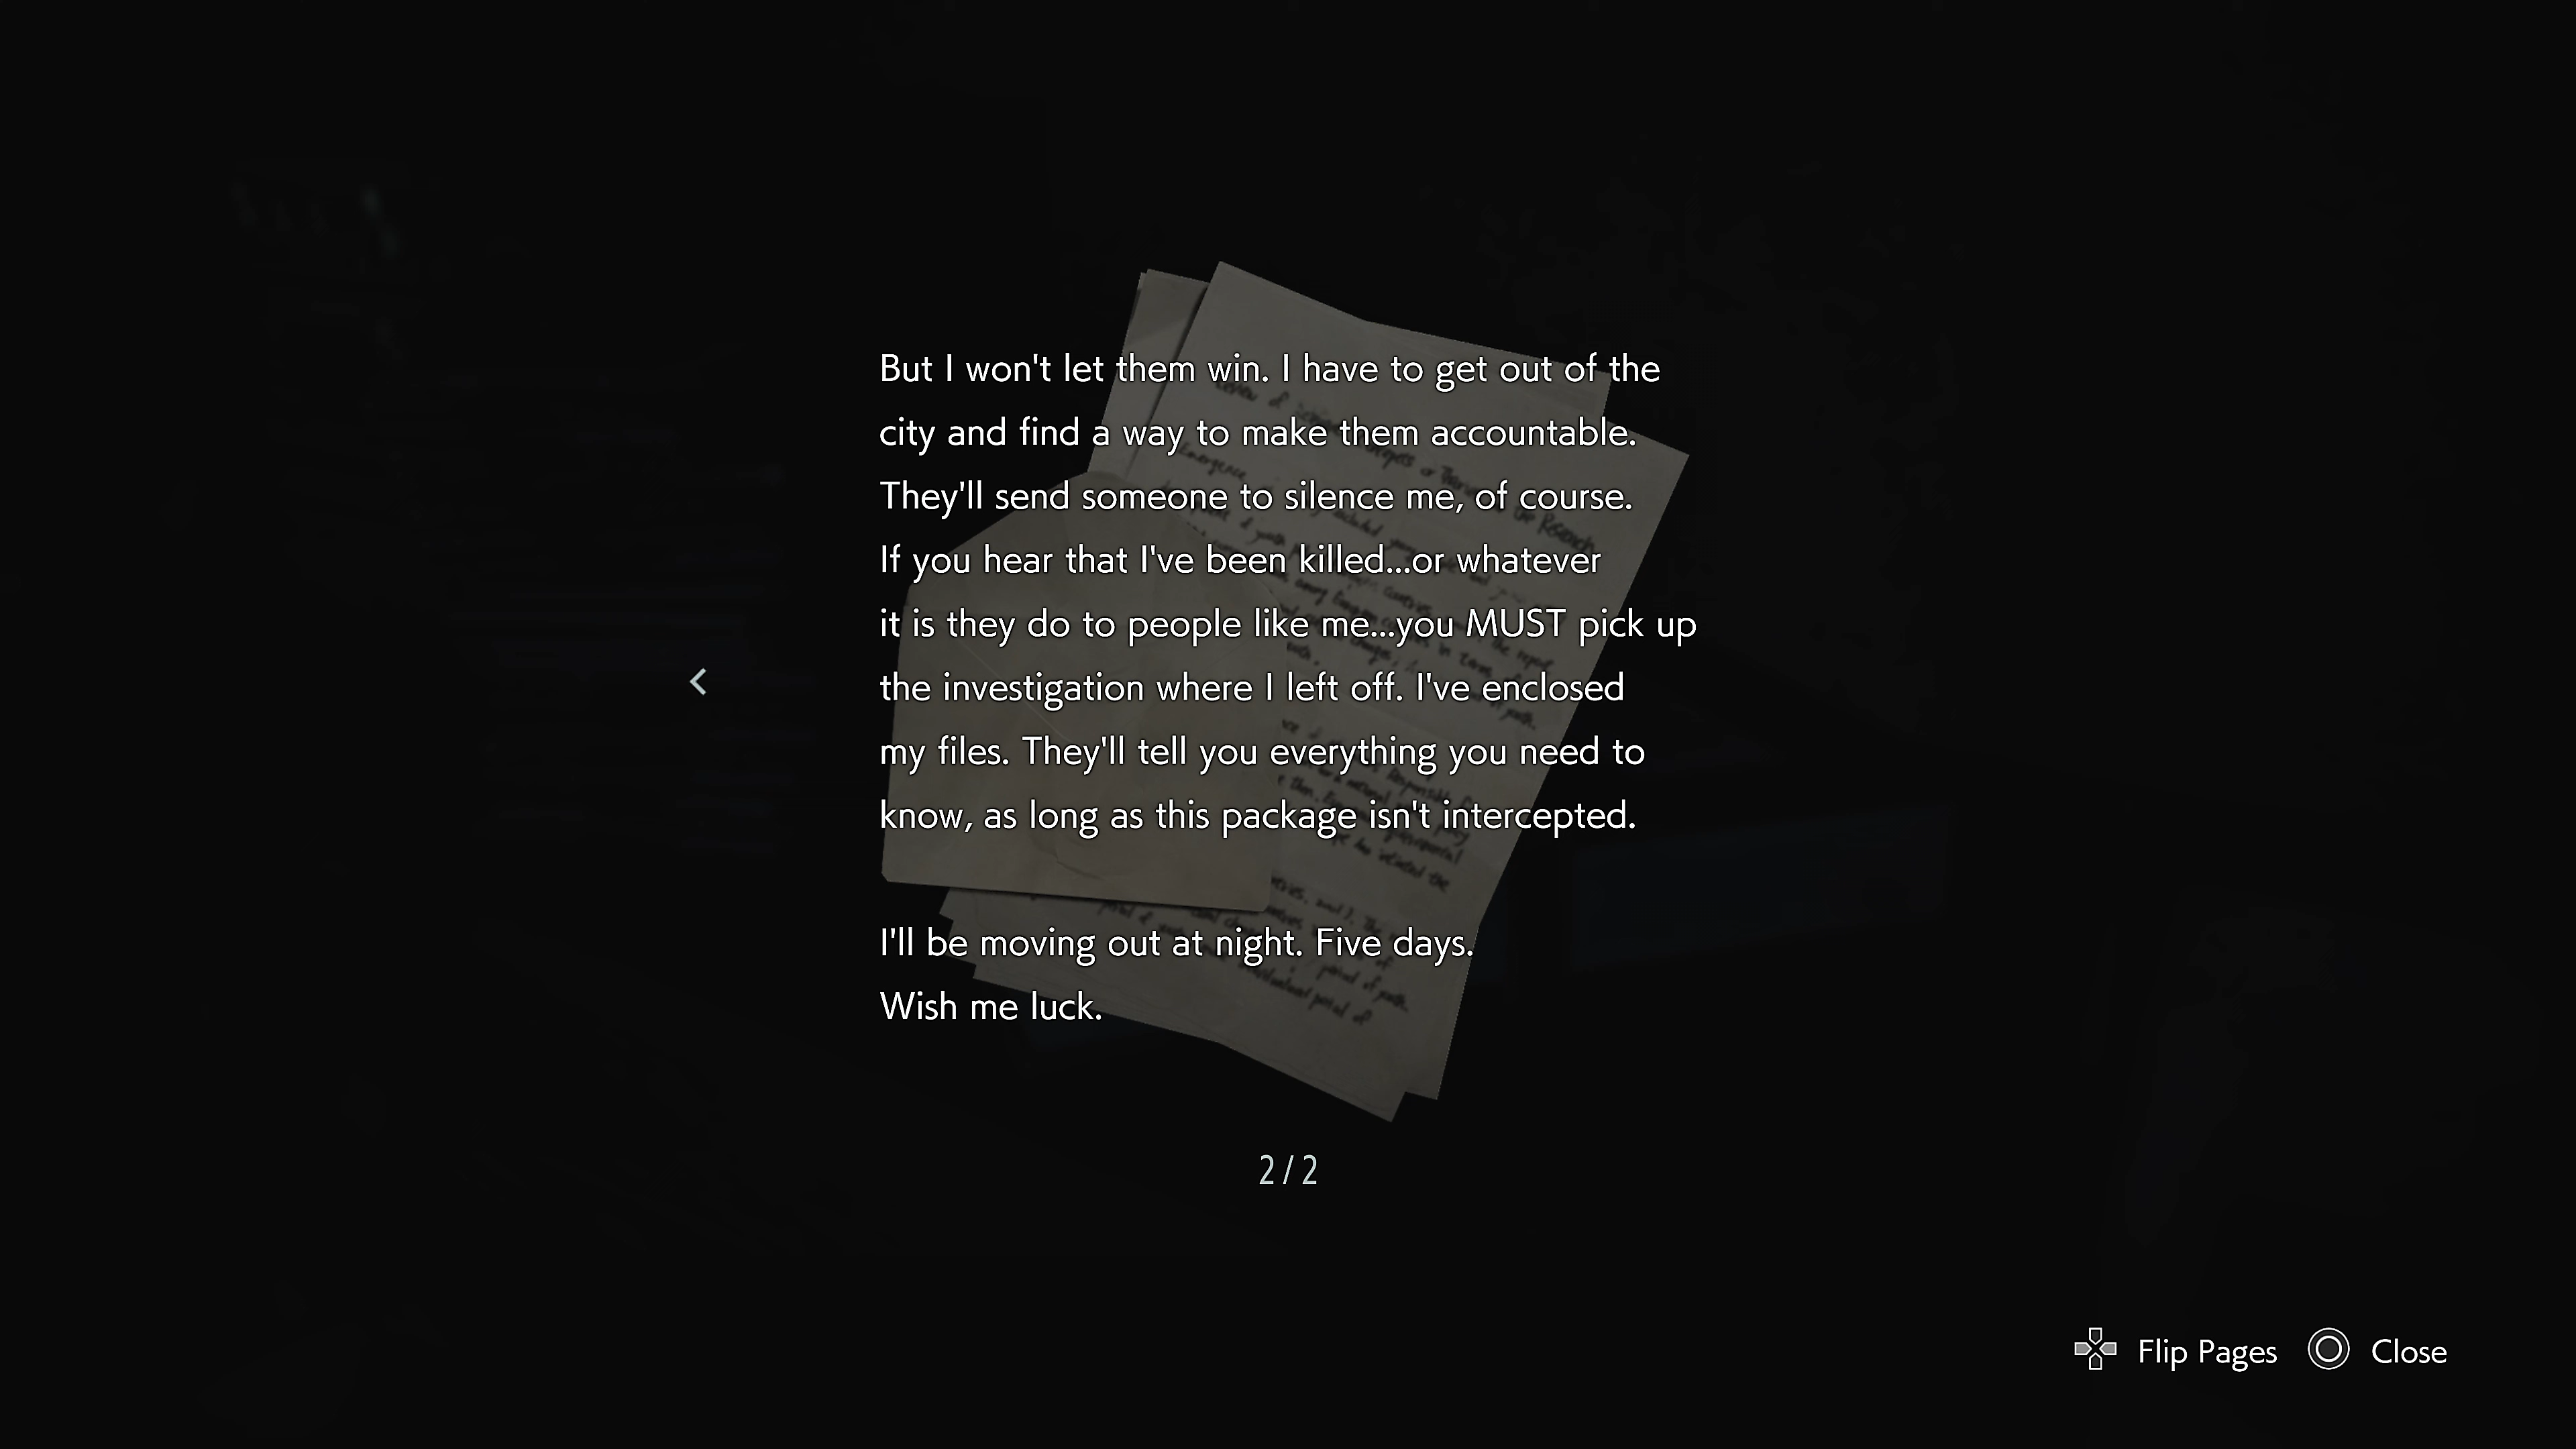 But I won't let them win. I have to get out of the
city and find a way to make them accountable.
They'll send someone to silence me, of course.
If you hear that I've been killed...or whatever
it is they do to people like me...you MUST pick up
the investigation where I left off. I've enclosed
my files. They'll tell you everything you need to
know, as long as this package isn't intercepted.
I'll be moving out at night. Five days.
Wish me luck.
2 / 2
Flip Pages Close